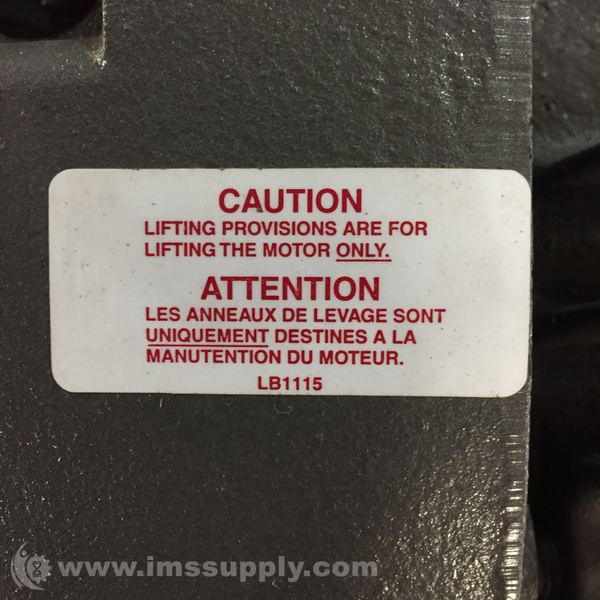 CAUTION
LIFTING PROVISIONS ARE FOR
LIFTING THE MOTOR ONLY.
ATTENTION
LES ANNEAUX DE LEVAGE SONT
UNIQUEMENT DESTINES A LA
MANUTENTION DU MOTEUR.
LB1115
www.imssupply.com